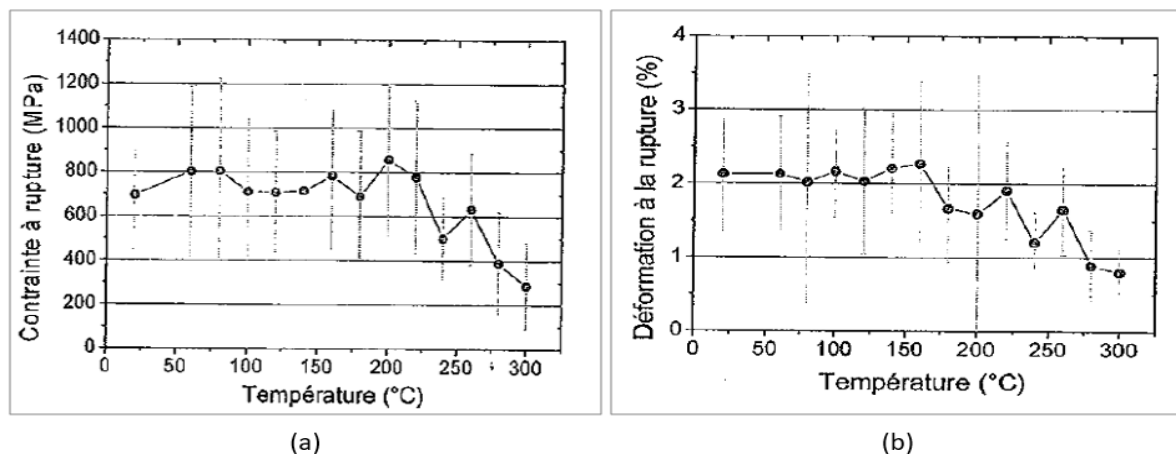 Contrainte à rupture (MPa)
1400
1200
1000
800
600
400
200
0
0 50 100 150 200 250 300
Température (°C)
(a)
Déformation à la rupture (%)
4
3
2
1
0
0 50 100 150 200 250 300
Température (°C)
(b)